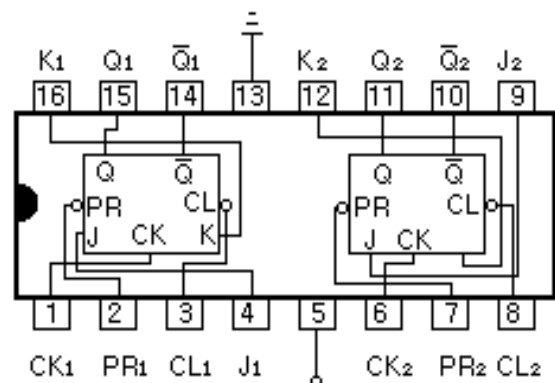 K₁ Q₁ Q̅₁ K₂ Q₂ Q̅₂ J₂
16 15 14 13 12 11 10 9
Q Q̅ Q Q̅
PR CL PR CL
J CK K J CK
1 2 3 4 5 6 7 8
CK₁ PR₁ CL₁ J₁ CK₂ PR₂ CL₂